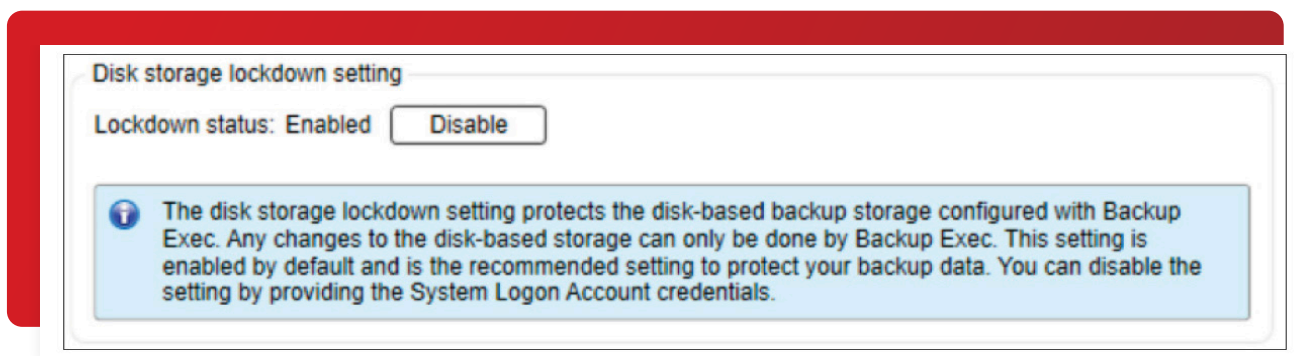 Disk storage lockdown setting
Lockdown status: Enabled Disable
The disk storage lockdown setting protects the disk-based backup storage configured with Backup
Exec. Any changes to the disk-based storage can only be done by Backup Exec. This setting is
enabled by default and is the recommended setting to protect your backup data. You can disable the
setting by providing the System Logon Account credentials.